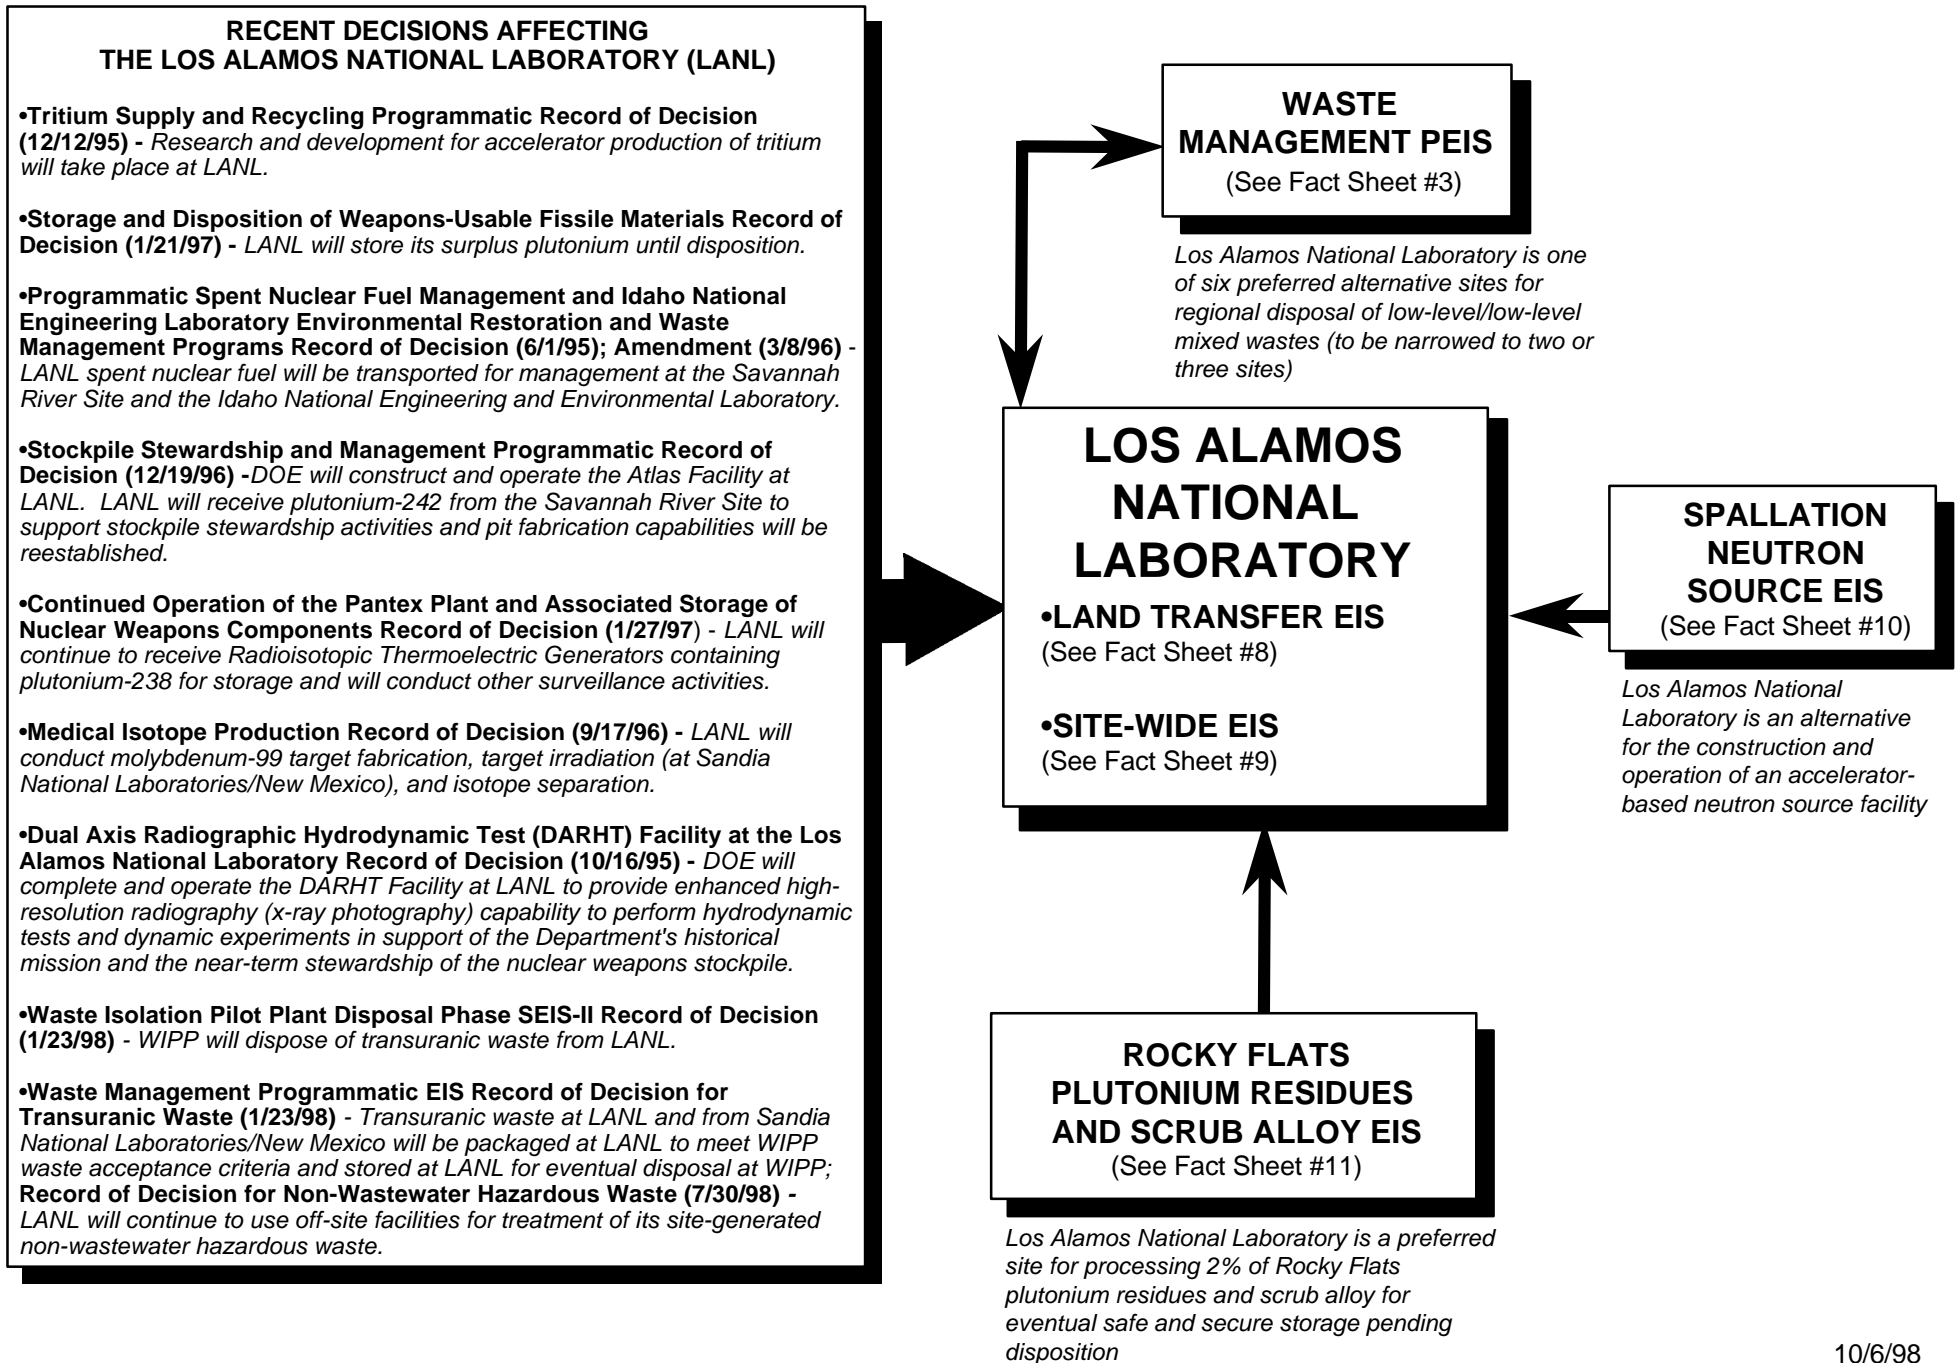 RECENT DECISIONS AFFECTING
THE LOS ALAMOS NATIONAL LABORATORY (LANL)
•Tritium Supply and Recycling Programmatic Record of Decision
(12/12/95) - Research and development for accelerator production of tritium
will take place at LANL.
•Storage and Disposition of Weapons-Usable Fissile Materials Record of
Decision (1/21/97) - LANL will store its surplus plutonium until disposition.
•Programmatic Spent Nuclear Fuel Management and Idaho National
Engineering Laboratory Environmental Restoration and Waste
Management Programs Record of Decision (6/1/95); Amendment (3/8/96) -
LANL spent nuclear fuel will be transported for management at the Savannah
River Site and the Idaho National Engineering and Environmental Laboratory.
•Stockpile Stewardship and Management Programmatic Record of
Decision (12/19/96) -DOE will construct and operate the Atlas Facility at
LANL. LANL will receive plutonium-242 from the Savannah River Site to
support stockpile stewardship activities and pit fabrication capabilities will be
reestablished.
•Continued Operation of the Pantex Plant and Associated Storage of
Nuclear Weapons Components Record of Decision (1/27/97) - LANL will
continue to receive Radioisotopic Thermoelectric Generators containing
plutonium-238 for storage and will conduct other surveillance activities.
•Medical Isotope Production Record of Decision (9/17/96) - LANL will
conduct molybdenum-99 target fabrication, target irradiation (at Sandia
National Laboratories/New Mexico), and isotope separation.
•Dual Axis Radiographic Hydrodynamic Test (DARHT) Facility at the Los
Alamos National Laboratory Record of Decision (10/16/95) - DOE will
complete and operate the DARHT Facility at LANL to provide enhanced high-
resolution radiography (x-ray photography) capability to perform hydrodynamic
tests and dynamic experiments in support of the Department's historical
mission and the near-term stewardship of the nuclear weapons stockpile.
•Waste Isolation Pilot Plant Disposal Phase SEIS-II Record of Decision
(1/23/98) - WIPP will dispose of transuranic waste from LANL.
•Waste Management Programmatic EIS Record of Decision for
Transuranic Waste (1/23/98) - Transuranic waste at LANL and from Sandia
National Laboratories/New Mexico will be packaged at LANL to meet WIPP
waste acceptance criteria and stored at LANL for eventual disposal at WIPP;
Record of Decision for Non-Wastewater Hazardous Waste (7/30/98) -
LANL will continue to use off-site facilities for treatment of its site-generated
non-wastewater hazardous waste.
WASTE
MANAGEMENT PEIS
(See Fact Sheet #3)
Los Alamos National Laboratory is one
of six preferred alternative sites for
regional disposal of low-level/low-level
mixed wastes (to be narrowed to two or
three sites)
LOS ALAMOS
NATIONAL
LABORATORY
•LAND TRANSFER EIS
(See Fact Sheet #8)
•SITE-WIDE EIS
(See Fact Sheet #9)
SPALLATION
NEUTRON
SOURCE EIS
(See Fact Sheet #10)
Los Alamos National
Laboratory is an alternative
for the construction and
operation of an accelerator-
based neutron source facility
ROCKY FLATS
PLUTONIUM RESIDUES
AND SCRUB ALLOY EIS
(See Fact Sheet #11)
Los Alamos National Laboratory is a preferred
site for processing 2% of Rocky Flats
plutonium residues and scrub alloy for
eventual safe and secure storage pending
disposition
10/6/98